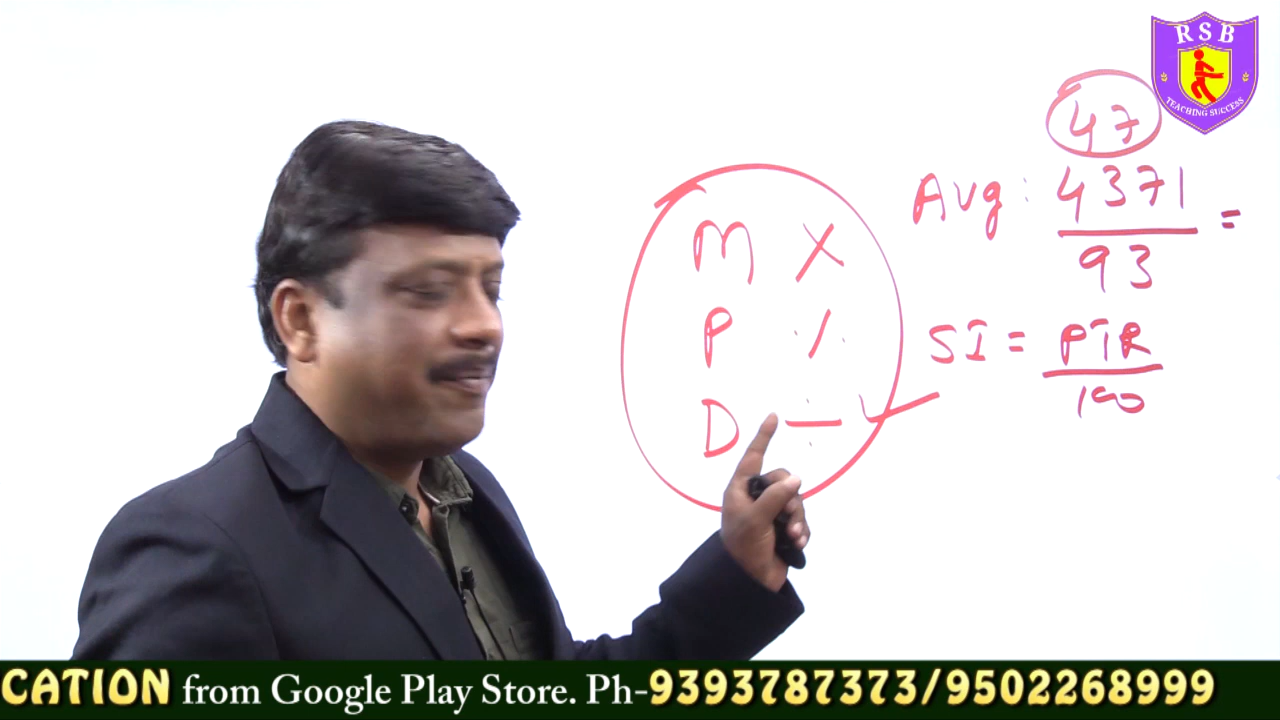 RSB
TEACHING SUCCESS
47
Avg: 4371 =
93
M ×
P %
D ÷
SI = PTR
100
CATION from Google Play Store. Ph-9393787373/9502268999